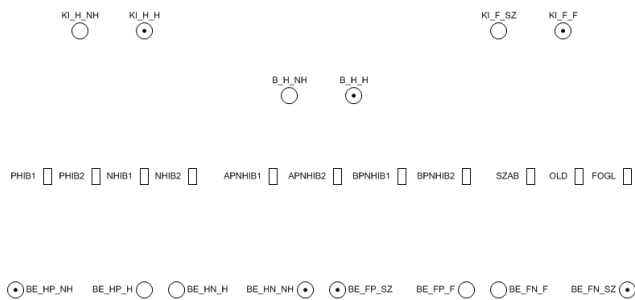 KI_H_NH KI_H_H KI_F_SZ KI_F_F
B_H_NH B_H_H
PHIB1 PHIB2 NHIB1 NHIB2 APNHIB1 APNHIB2 BPNHIB1 BPNHIB2 SZAB OLD FOGL
BE_HP_NH BE_HP_H BE_HN_H BE_HN_NH BE_FP_SZ BE_FP_F BE_FN_F BE_FN_SZ